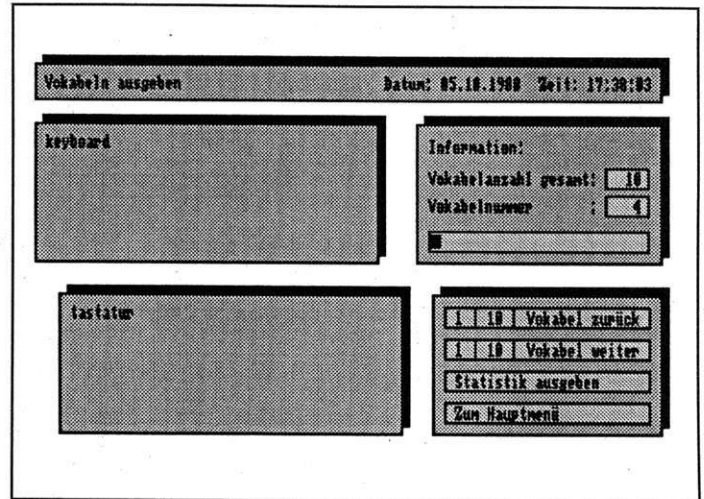 Vokabeln ausgeben Datum: 05.10.1988 Zeit: 17:38:03
keyboard
Information:
Vokabelanzahl gesamt: 10
Vokabelnummer : 4
tastatur
1 10 Vokabel zurück
1 10 Vokabel weiter
Statistik ausgeben
Zum Hauptmenü